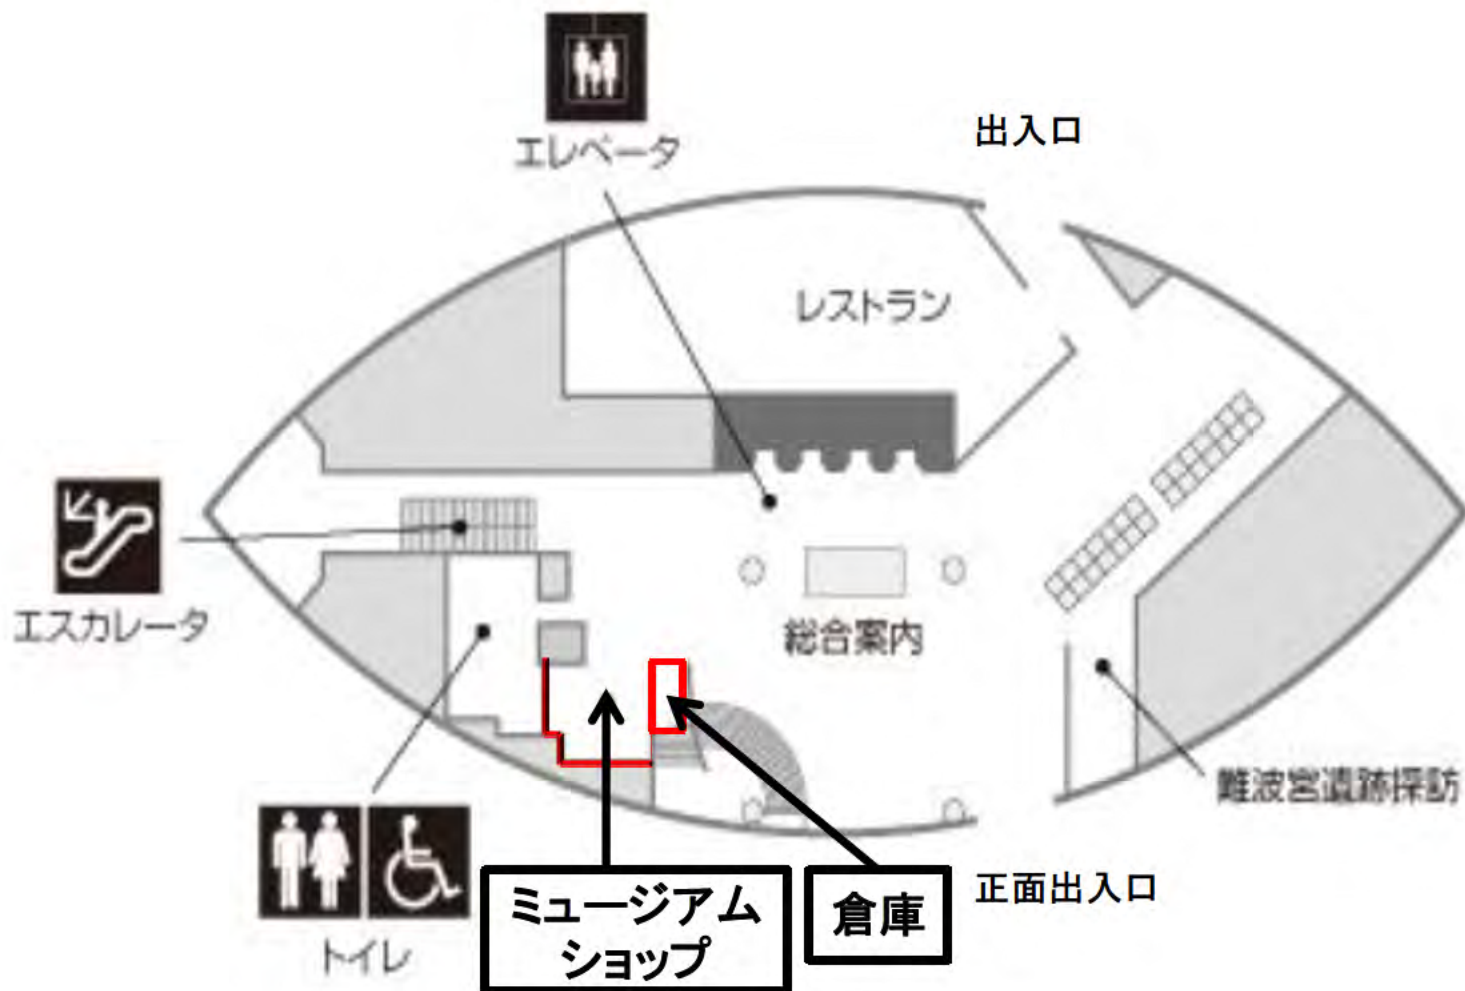 エレベータ
出入口
レストラン
エスカレータ
総合案内
難波宮遺跡探訪
トイレ
ミュージアム
ショップ
倉庫
正面出入口